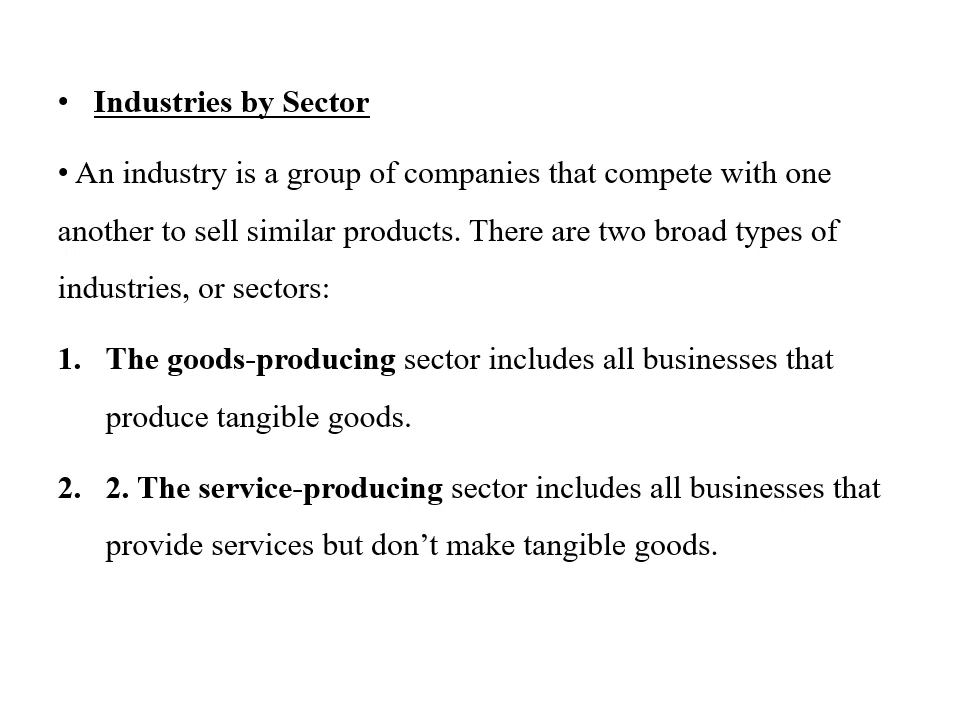 • Industries by Sector
• An industry is a group of companies that compete with one
another to sell similar products. There are two broad types of
industries, or sectors:
1. The goods-producing sector includes all businesses that
produce tangible goods.
2. 2. The service-producing sector includes all businesses that
provide services but don’t make tangible goods.